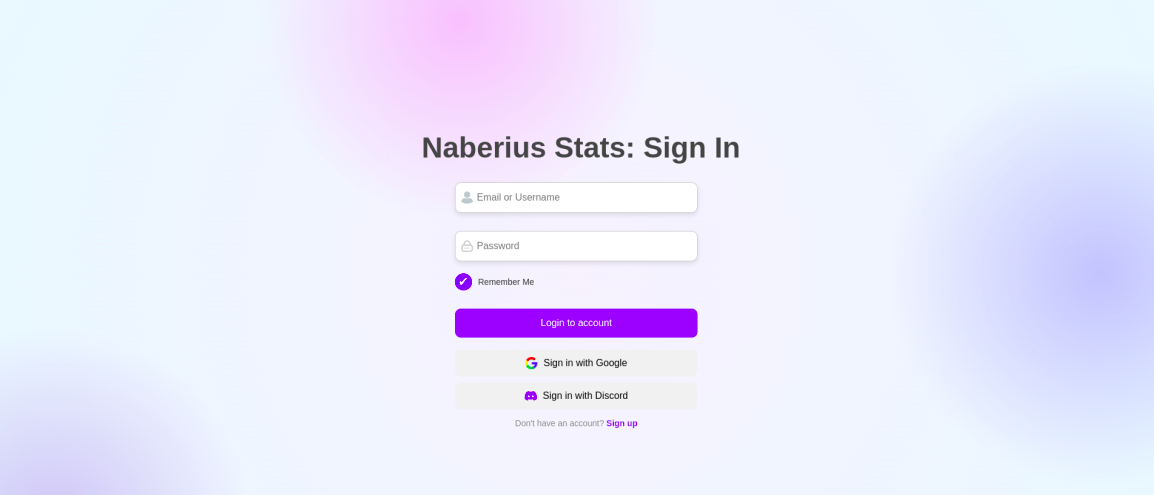 Naberius Stats: Sign In
Email or Username
Password
Remember Me
Login to account
Sign in with Google
Sign in with Discord
Don't have an account? Sign up